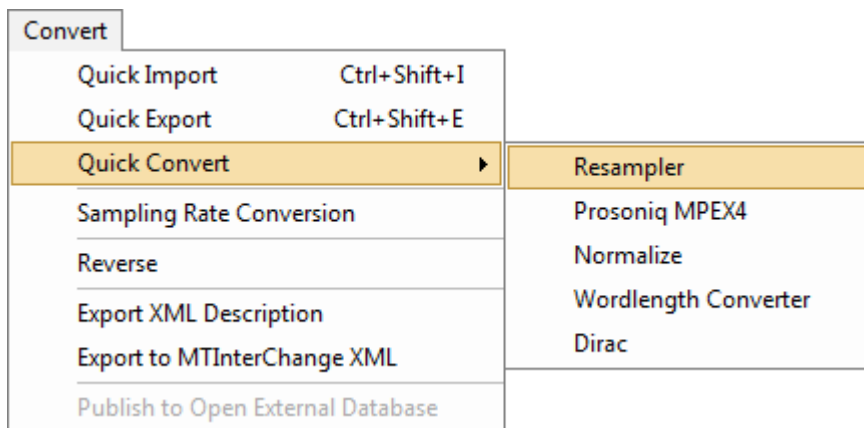 Convert
Quick Import Ctrl+Shift+I
Quick Export Ctrl+Shift+E
Quick Convert
Sampling Rate Conversion
Reverse
Export XML Description
Export to MTInterChange XML
Publish to Open External Database
Resampler
Prosoniq MPEX4
Normalize
Wordlength Converter
Dirac